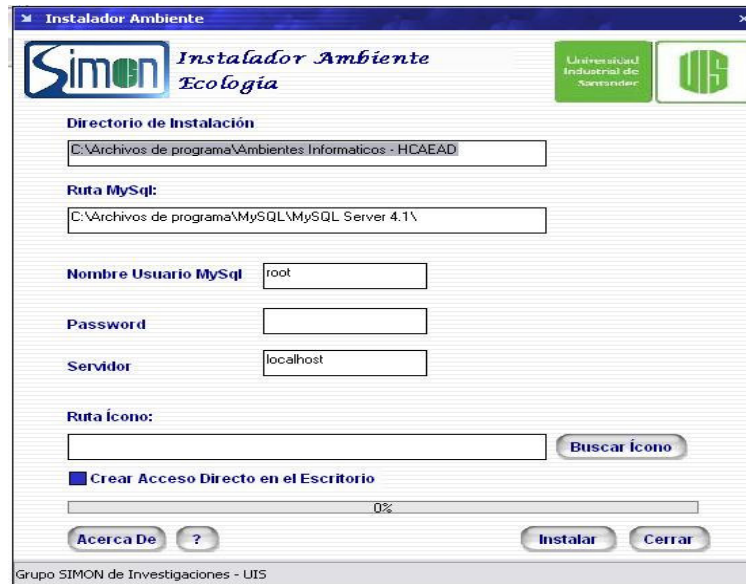 Instalador Ambiente
Simon
Instalador Ambiente
Ecología
Universidad
Industrial de
Santander
UIS
Directorio de Instalación
C:\Archivos de programa\Ambientes Informaticos - HCAEAD
Ruta MySql:
C:\Archivos de programa\MySQL\MySQL Server 4.1\
Nombre Usuario MySql root
Password
Servidor localhost
Ruta Ícono:
Buscar Ícono
Crear Acceso Directo en el Escritorio
0%
Acerca De ? Instalar Cerrar
Grupo SIMON de Investigaciones - UIS